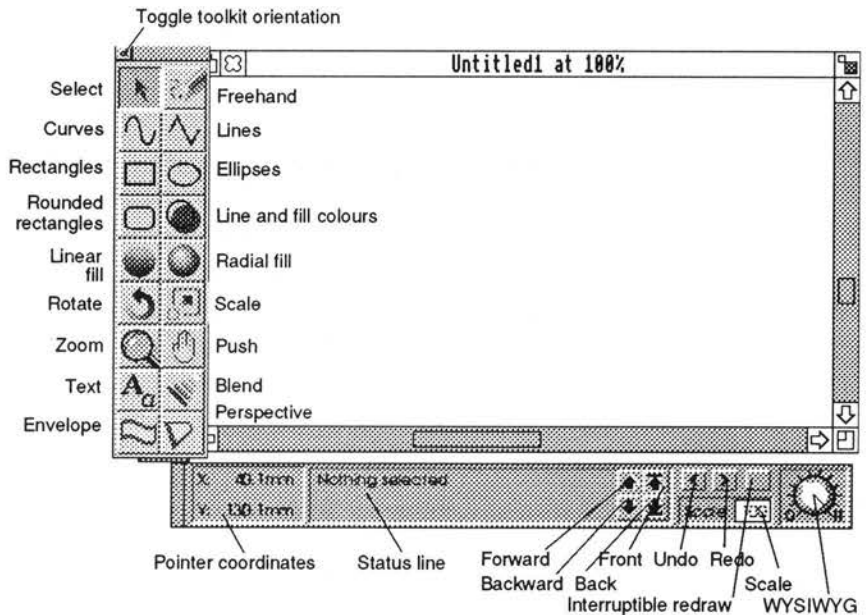 Toggle toolkit orientation
Untitled1 at 100%
Select
Freehand
Curves
Lines
Rectangles
Ellipses
Rounded
rectangles
Line and fill colours
Linear
fill
Radial fill
Rotate
Scale
Zoom
Push
Text
Blend
Envelope
Perspective
X: 40.1mm
Y: 130.1mm
Nothing selected
Scale
Pointer coordinates
Status line
Forward
Backward
Front
Back
Undo
Redo
Interruptible redraw
Scale
WYSIWYG